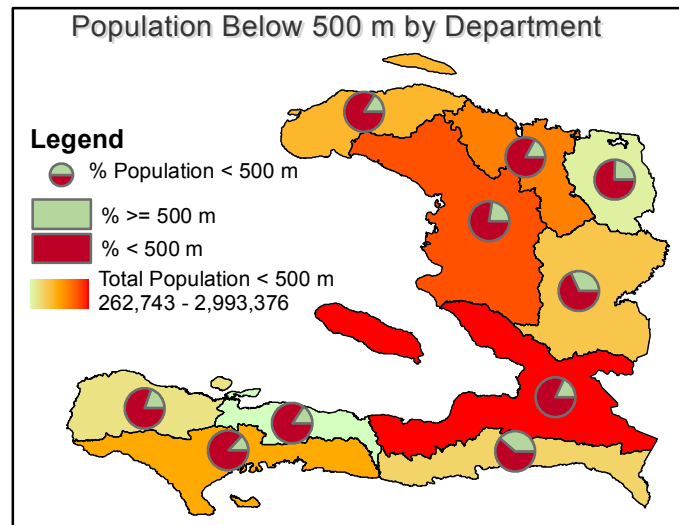 Population Below 500 m by Department
Legend
% Population < 500 m
% >= 500 m
% < 500 m
Total Population < 500 m
262,743 - 2,993,376